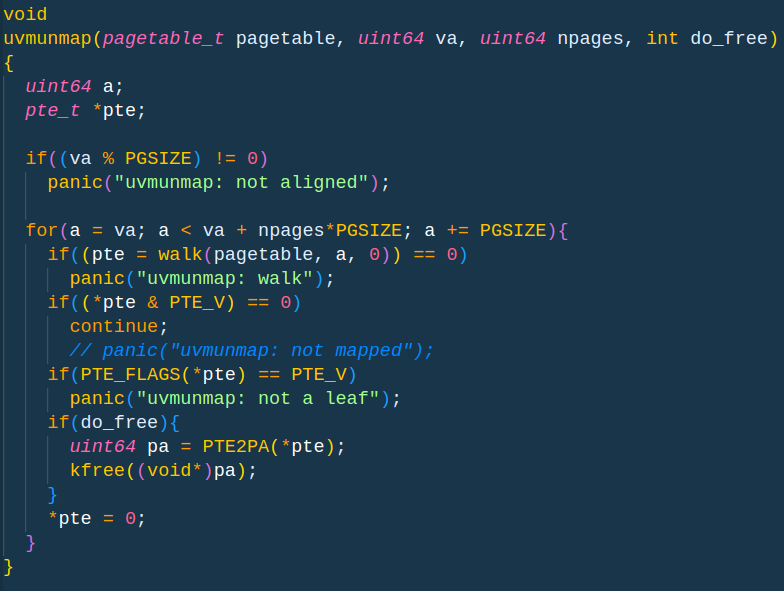 void
uvmunmap(pagetable_t pagetable, uint64 va, uint64 npages, int do_free)
{
  uint64 a;
  pte_t *pte;

  if((va % PGSIZE) != 0)
    panic("uvmunmap: not aligned");

  for(a = va; a < va + npages*PGSIZE; a += PGSIZE){
    if((pte = walk(pagetable, a, 0)) == 0)
      panic("uvmunmap: walk");
    if((*pte & PTE_V) == 0)
      continue;
      // panic("uvmunmap: not mapped");
    if(PTE_FLAGS(*pte) == PTE_V)
      panic("uvmunmap: not a leaf");
    if(do_free){
      uint64 pa = PTE2PA(*pte);
      kfree((void*)pa);
    }
    *pte = 0;
  }
}